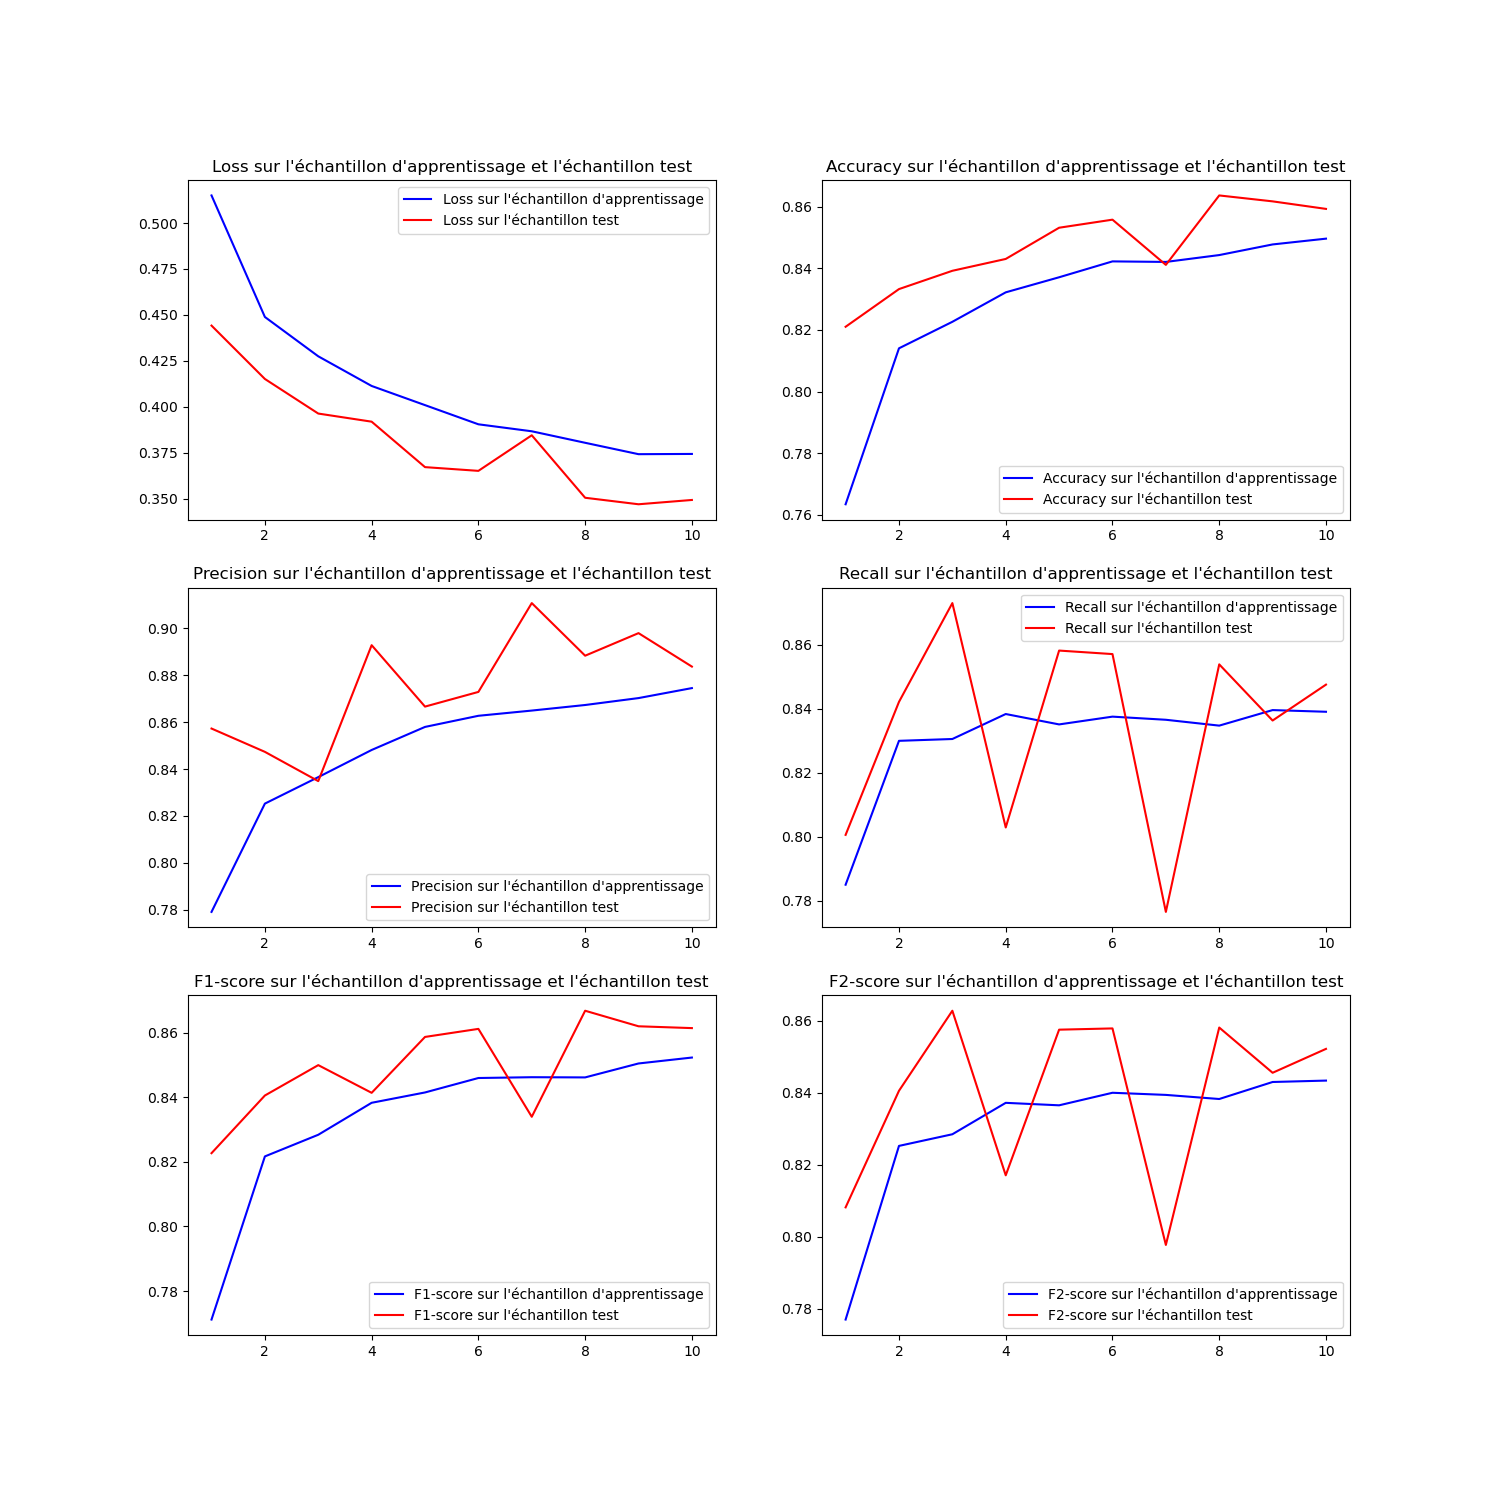 Loss sur l'échantillon d'apprentissage et l'échantillon test
Loss sur l'échantillon d'apprentissage
Loss sur l'échantillon test
0.500
0.475
0.450
0.425
0.400
0.375
0.350
2 4 6 8 10
Accuracy sur l'échantillon d'apprentissage et l'échantillon test
0.86
0.84
0.82
0.80
0.78
0.76
Accuracy sur l'échantillon d'apprentissage
Accuracy sur l'échantillon test
2 4 6 8 10
Precision sur l'échantillon d'apprentissage et l'échantillon test
0.90
0.88
0.86
0.84
0.82
0.80
0.78
Precision sur l'échantillon d'apprentissage
Precision sur l'échantillon test
2 4 6 8 10
Recall sur l'échantillon d'apprentissage et l'échantillon test
Recall sur l'échantillon d'apprentissage
Recall sur l'échantillon test
0.86
0.84
0.82
0.80
0.78
2 4 6 8 10
F1-score sur l'échantillon d'apprentissage et l'échantillon test
0.86
0.84
0.82
0.80
0.78
F1-score sur l'échantillon d'apprentissage
F1-score sur l'échantillon test
2 4 6 8 10
F2-score sur l'échantillon d'apprentissage et l'échantillon test
0.86
0.84
0.82
0.80
0.78
F2-score sur l'échantillon d'apprentissage
F2-score sur l'échantillon test
2 4 6 8 10